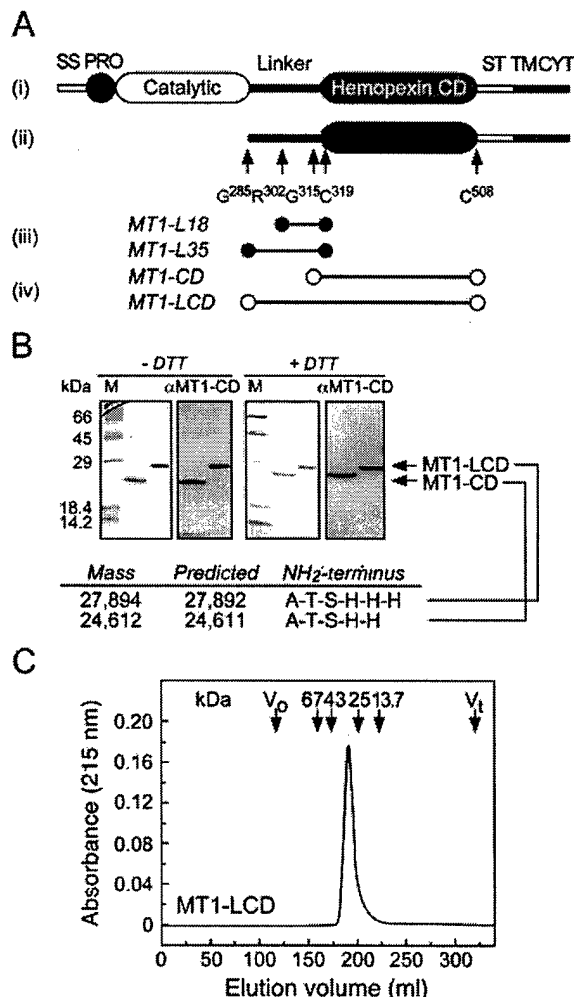 A
SS PRO Linker ST TMCYT
(i) Catalytic Hemopexin CD
(ii)
G285R302G315C319 C508
(iii) MT1-L18
MT1-L35
(iv) MT1-CD
MT1-LCD
B
- DTT + DTT
kDa M αMT1-CD M αMT1-CD
66
45
29
18.4
14.2
MT1-LCD
MT1-CD
Mass Predicted NH2-terminus
27,894 27,892 A-T-S-H-H-H
24,612 24,611 A-T-S-H-H
C
kDa Vo 67 43 25 13.7 Vt
0.20
0.16
0.12
0.08
0.04
0
Absorbance (215 nm)
MT1-LCD
0 50 100 150 200 250 300
Elution volume (ml)